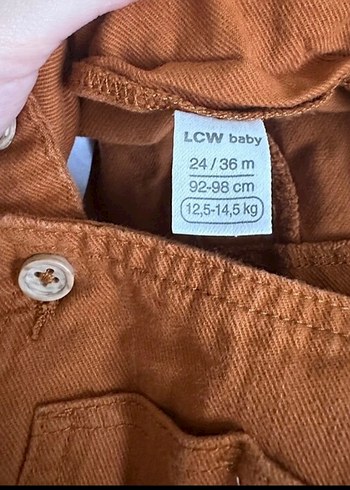 LCW baby
24 / 36 m
92-98 cm
12,5-14,5 kg